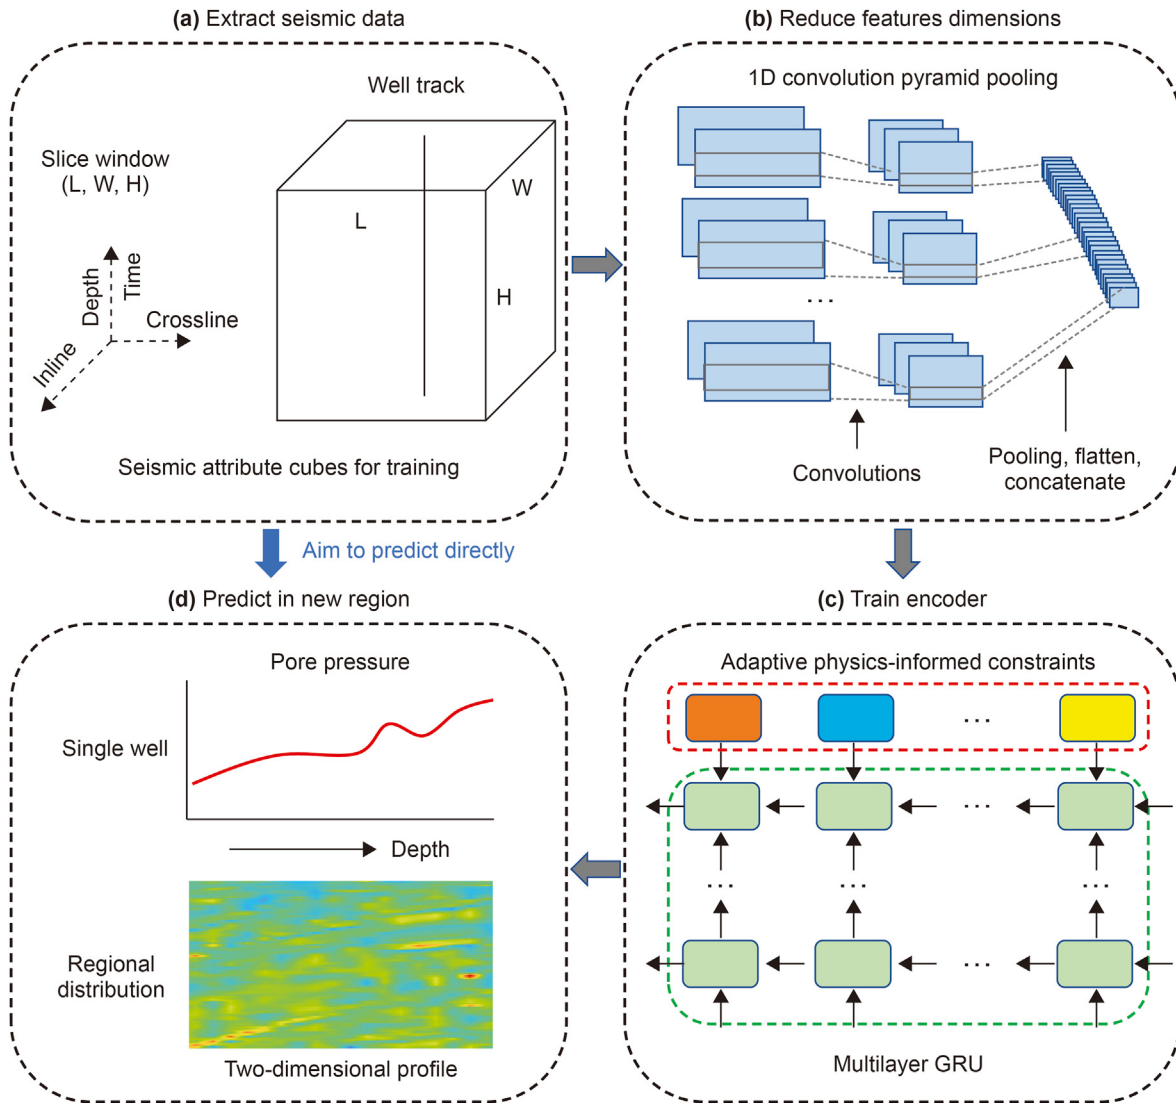 (a) Extract seismic data
Well track
Slice window
(L, W, H)
W
L
H
Depth
Time
Crossline
Inline
Seismic attribute cubes for training
(b) Reduce features dimensions
1D convolution pyramid pooling
...
Convolutions
Pooling, flatten,
concatenate
Aim to predict directly
(d) Predict in new region
Pore pressure
Single well
Depth
Regional
distribution
Two-dimensional profile
(c) Train encoder
Adaptive physics-informed constraints
...
...
... ... ...
...
Multilayer GRU